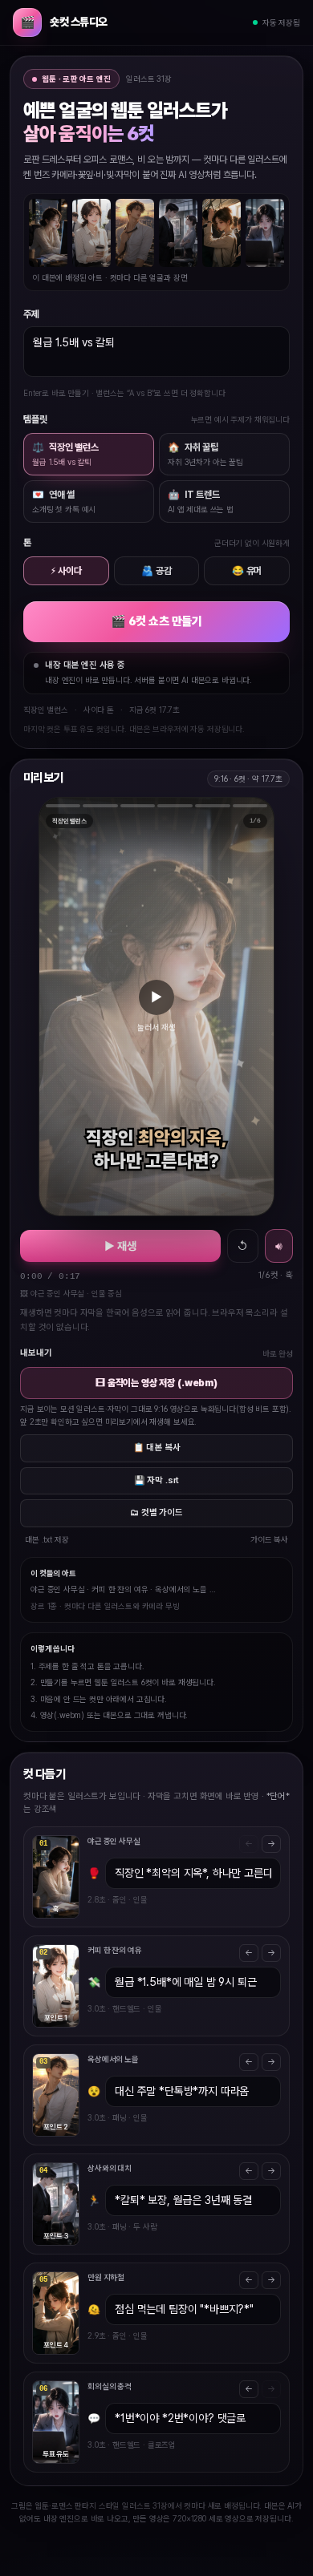 숏컷 스튜디오
자동 저장됨
웹툰 · 로판 아트 엔진
일러스트 31장
예쁜 얼굴의 웹툰 일러스트가
살아 움직이는 6컷
로판 드레스부터 오피스 로맨스, 비 오는 밤까지 — 컷마다 다른 일러스트에
켄 번즈 카메라·꽃잎·비·빛·자막이 붙어 진짜 AI 영상처럼 흐릅니다.
이 대본에 배정된 아트 · 컷마다 다른 얼굴과 장면
주제
월급 1.5배 vs 칼퇴
Enter로 바로 만들기 · 밸런스는 "A vs B"로 쓰면 더 정확합니다
템플릿
누르면 예시 주제가 채워집니다
직장인 밸런스
월급 1.5배 vs 칼퇴
자취 꿀팁
자취 3년차가 아는 꿀팁
연애 썰
소개팅 첫 카톡 예시
IT 트렌드
AI 앱 제대로 쓰는 법
톤
군더더기 없이 시원하게
사이다
공감
유머
6컷 쇼츠 만들기
내장 대본 엔진 사용 중
내장 엔진이 바로 만듭니다. 서버를 붙이면 AI 대본으로 바뀝니다.
직장인 밸런스 · 사이다 톤 · 지금 6컷 17.7초
마지막 컷은 투표 유도 컷입니다. 대본은 브라우저에 자동 저장됩니다.
미리보기
9:16 · 6컷 · 약 17.7초
직장인 밸런스
1/6
눌러서 재생
직장인 최악의 지옥,
하나만 고른다면?
▶ 재생
0:00 / 0:17
1/6컷 · 훅
야근 중인 사무실 · 인물 중심
재생하면 컷마다 자막을 한국어 음성으로 읽어 줍니다. 브라우저 목소리라 설
치할 것이 없습니다.
내보내기
바로 완성
움직이는 영상 저장 (.webm)
지금 보이는 모션 일러스트·자막이 그대로 9:16 영상으로 녹화됩니다(합성 비트 포함).
앞 2초만 확인하고 싶으면 미리보기에서 재생해 보세요.
대본 복사
자막 .srt
컷별 가이드
대본 .txt 저장
가이드 복사
이 컷들의 아트
야근 중인 사무실 · 커피 한 잔의 여유 · 옥상에서의 노을 ...
장르 1종 · 컷마다 다른 일러스트와 카메라 무빙
이렇게 씁니다
1. 주제를 한 줄 적고 톤을 고릅니다.
2. 만들기를 누르면 웹툰 일러스트 6컷이 바로 재생됩니다.
3. 마음에 안 드는 컷만 아래에서 고칩니다.
4. 영상(.webm) 또는 대본으로 그대로 꺼냅니다.
컷 다듬기
컷마다 붙은 일러스트가 보입니다 · 자막을 고치면 화면에 바로 반영 · *단어*
는 강조색
01
야근 중인 사무실
← →
직장인 *최악의 지옥*, 하나만 고른디
훅
2.8초 · 줌인 · 인물
02
커피 한 잔의 여유
← →
월급 *1.5배*에 매일 밤 9시 퇴근
포인트 1
3.0초 · 핸드헬드 · 인물
03
옥상에서의 노을
← →
대신 주말 *단톡방*까지 따라옴
포인트 2
3.0초 · 패닝 · 인물
04
상사와의 대치
← →
*칼퇴* 보장, 월급은 3년째 동결
포인트 3
3.0초 · 패닝 · 두 사람
05
만원 지하철
← →
점심 먹는데 팀장이 "*바쁘지?*"
포인트 4
2.9초 · 줌인 · 인물
06
회의실의 충격
← →
*1번*이야 *2번*이야? 댓글로
투표 유도
3.0초 · 핸드헬드 · 클로즈업
그림은 웹툰·로맨스 판타지 스타일 일러스트 31장에서 컷마다 새로 배정됩니다. 대본은 AI가
없어도 내장 엔진으로 바로 나오고, 만든 영상은 720×1280 세로 영상으로 저장됩니다.